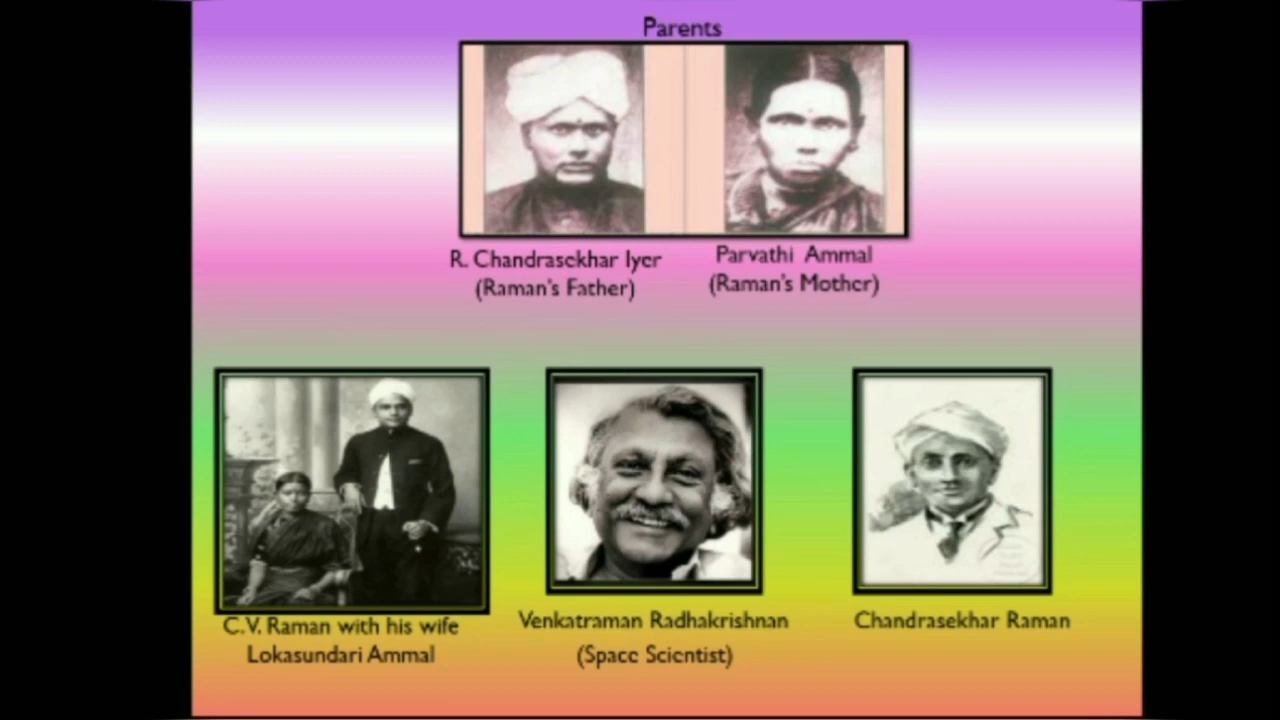 Parents
R. Chandrasekhar Iyer
(Raman's Father)
Parvathi Ammal
(Raman's Mother)
C.V. Raman with his wife
Lokasundari Ammal
Venkatraman Radhakrishnan
(Space Scientist)
Chandrasekhar Raman